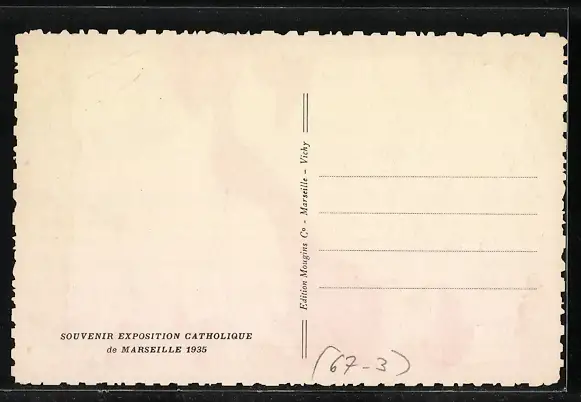 SOUVENIR EXPOSITION CATHOLIQUE
de MARSEILLE 1935
Edition Mougins Cº - Marseille - Vichy
(67-3)